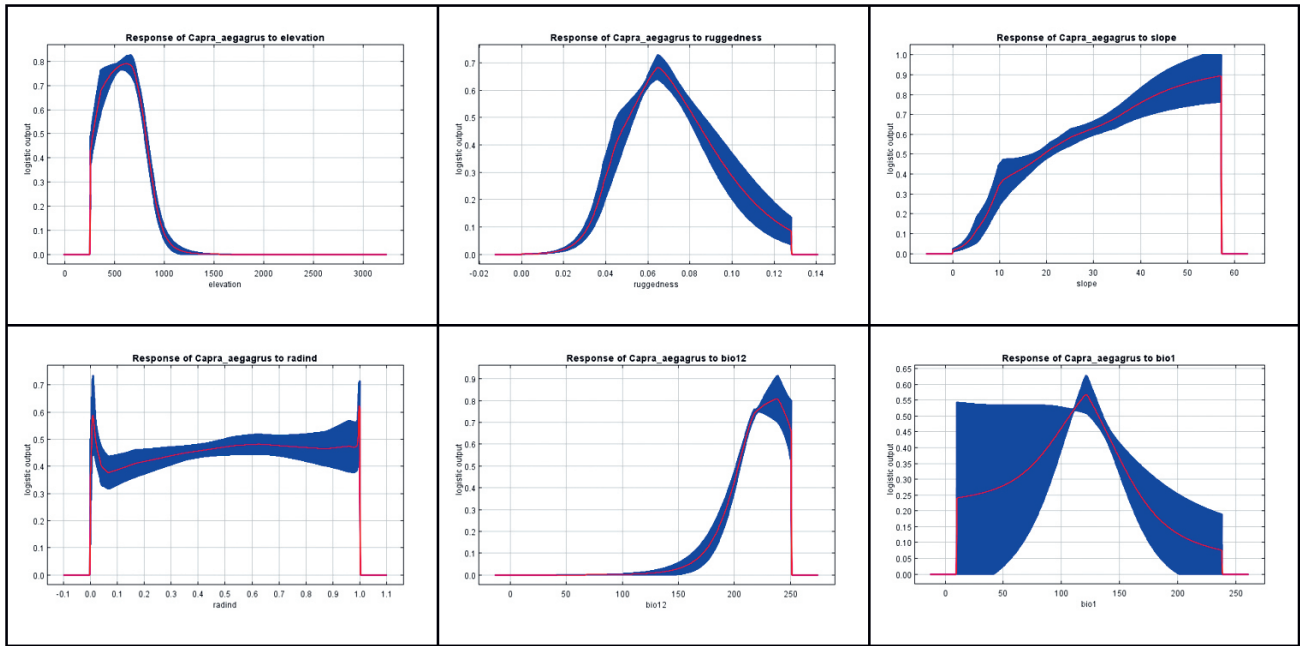 Response of Capra_aegagrus to elevation
logistic output
0.8
0.7
0.6
0.5
0.4
0.3
0.2
0.1
0.0
0 500 1000 1500 2000 2500 3000
elevation
Response of Capra_aegagrus to ruggedness
logistic output
0.7
0.6
0.5
0.4
0.3
0.2
0.1
0.0
-0.02 0.00 0.02 0.04 0.06 0.08 0.10 0.12 0.14
ruggedness
Response of Capra_aegagrus to slope
logistic output
1.0
0.9
0.8
0.7
0.6
0.5
0.4
0.3
0.2
0.1
0.0
0 10 20 30 40 50 60
slope
Response of Capra_aegagrus to radind
logistic output
0.7
0.6
0.5
0.4
0.3
0.2
0.1
0.0
-0.1 0.0 0.1 0.2 0.3 0.4 0.5 0.6 0.7 0.8 0.9 1.0 1.1
radind
Response of Capra_aegagrus to bio12
logistic output
0.9
0.8
0.7
0.6
0.5
0.4
0.3
0.2
0.1
0.0
0 50 100 150 200 250
bio12
Response of Capra_aegagrus to bio1
logistic output
0.65
0.60
0.55
0.50
0.45
0.40
0.35
0.30
0.25
0.20
0.15
0.10
0.05
0.00
0 50 100 150 200 250
bio1